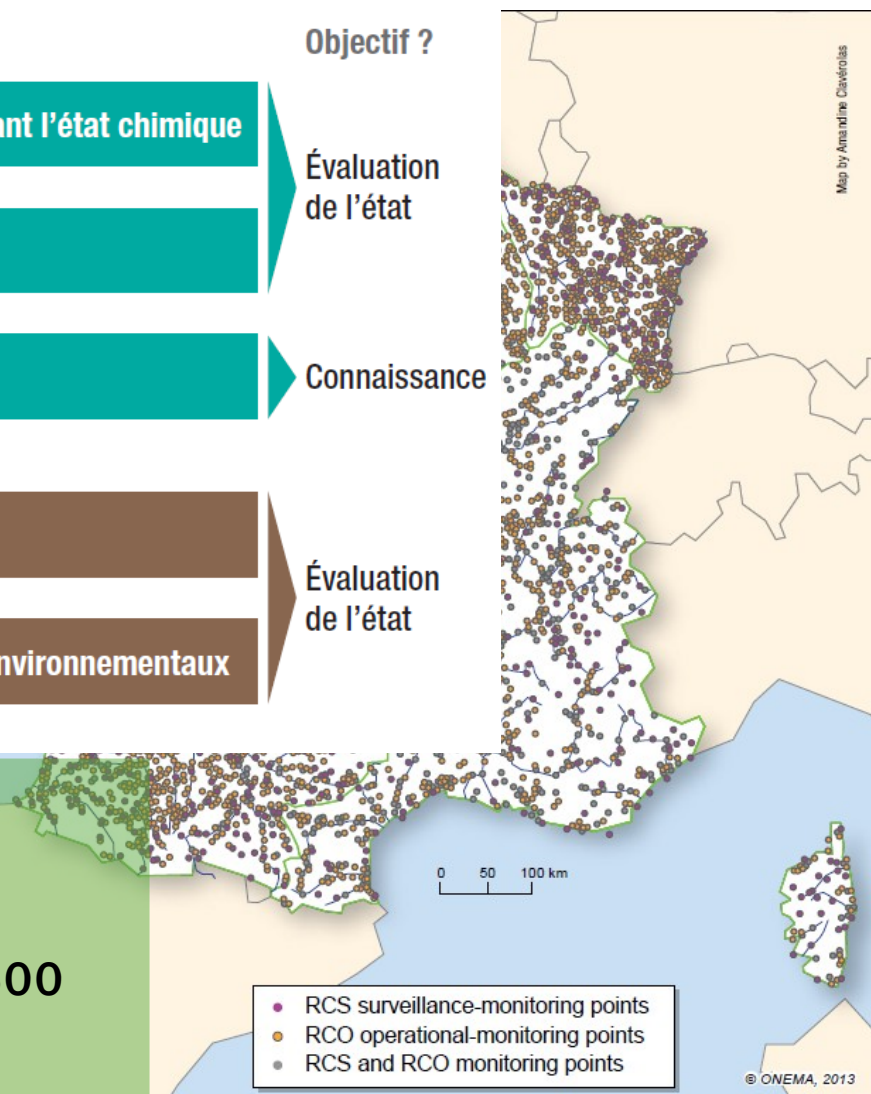 Objectif ?
ant l’état chimique
Évaluation
de l’état
Connaissance
Évaluation
de l’état
nvironnementaux
Map by Amandine Clavérolas
0 50 100 km
00
RCS surveillance-monitoring points
RCO operational-monitoring points
RCS and RCO monitoring points
© ONEMA, 2013